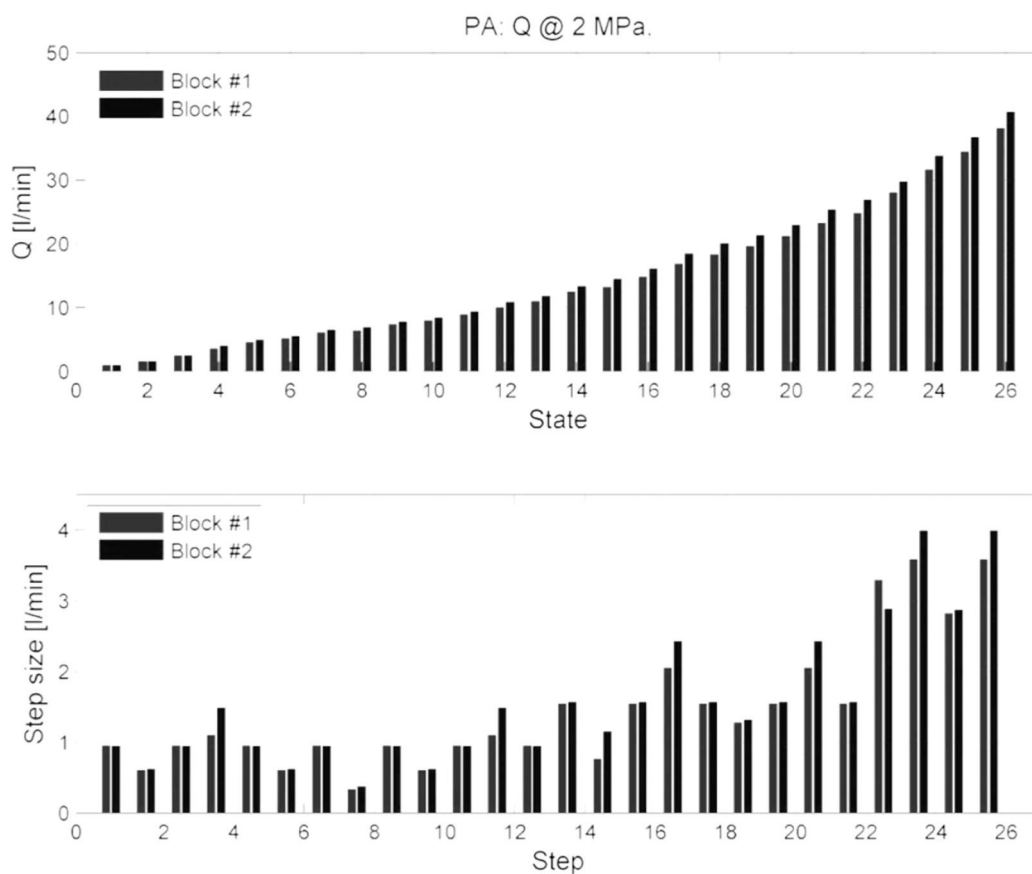 PA: Q @ 2 MPa.
50
40
30
20
10
0
Q [l/min]
Block #1
Block #2
0 2 4 6 8 10 12 14 16 18 20 22 24 26
State
4
3
2
1
0
Step size [l/min]
Block #1
Block #2
0 2 4 6 8 10 12 14 16 18 20 22 24 26
Step